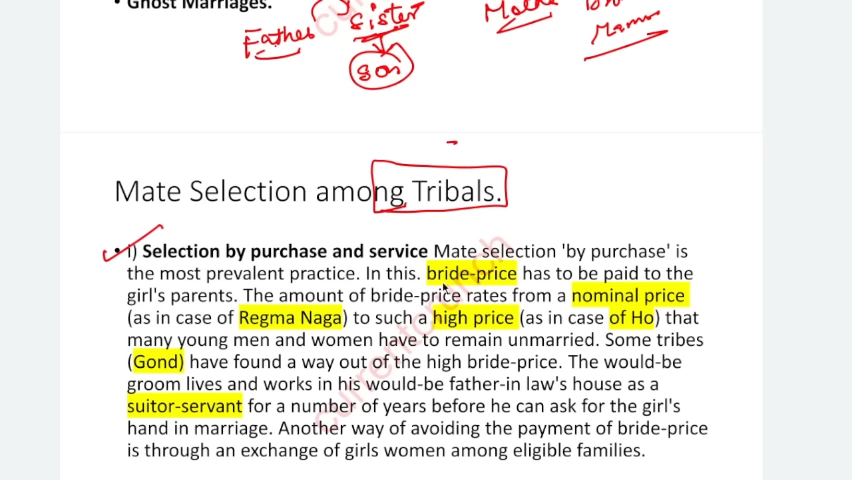 • Ghost Marriages.
Father
Sister
son
Mate Selection among Tribals.
• i) Selection by purchase and service Mate selection 'by purchase' is
the most prevalent practice. In this. bride-price has to be paid to the
girl's parents. The amount of bride-price rates from a nominal price
(as in case of Regma Naga) to such a high price (as in case of Ho) that
many young men and women have to remain unmarried. Some tribes
(Gond) have found a way out of the high bride-price. The would-be
groom lives and works in his would-be father-in law's house as a
suitor-servant for a number of years before he can ask for the girl's
hand in marriage. Another way of avoiding the payment of bride-price
is through an exchange of girls women among eligible families.